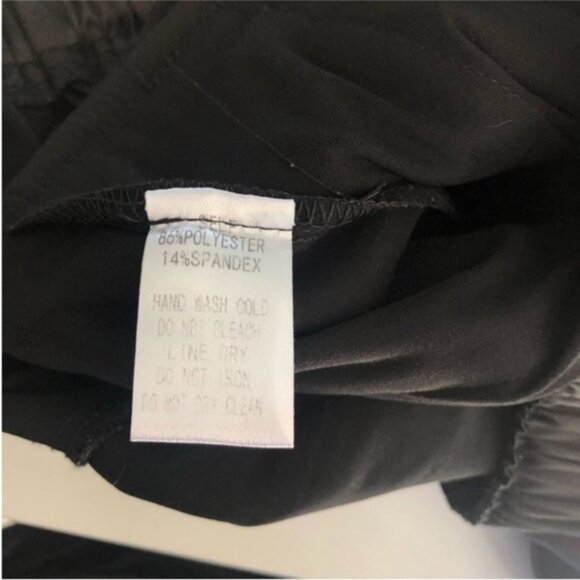 SELF
86%POLYESTER
14%SPANDEX
HAND WASH COLD
DO NOT BLEACH
LINE DRY
DO NOT IRON
DO NOT DRY CLEAN